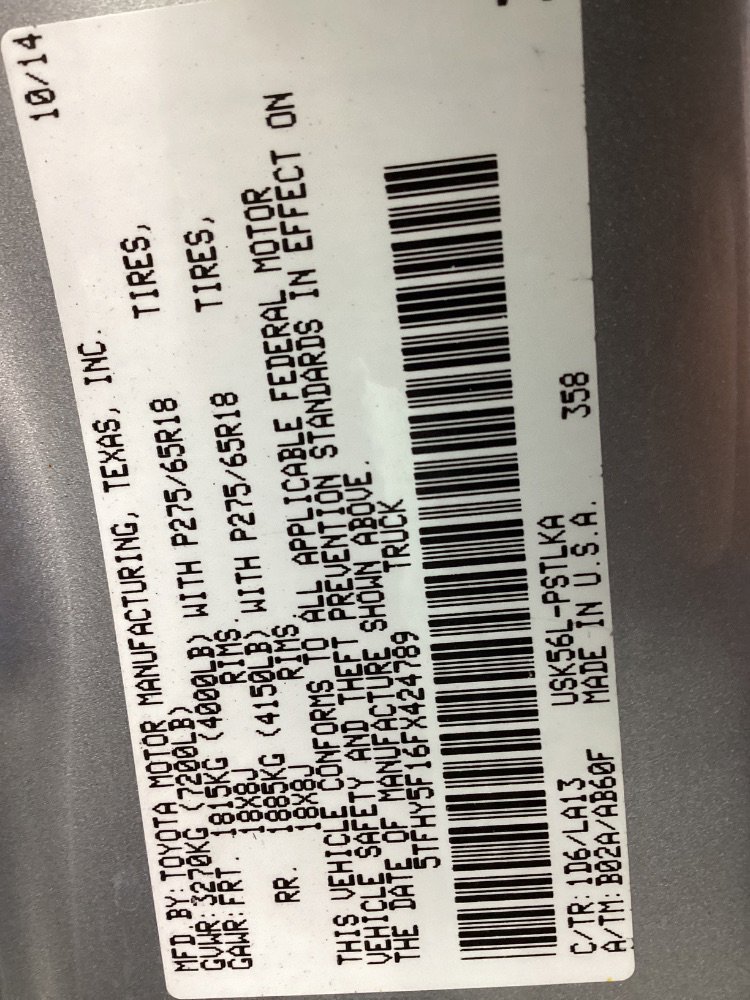 MFD.BY:TOYOTA MOTOR MANUFACTURING, TEXAS, INC. 10/14
GVWR:3270KG (7200LB)
GAWR:FRT. 1815KG (4000LB) WITH P275/65R18 TIRES,
18X8J RIMS.
RR. 1885KG (4150LB) WITH P275/65R18 TIRES,
18X8J RIMS
THIS VEHICLE CONFORMS TO ALL APPLICABLE FEDERAL MOTOR
VEHICLE SAFETY AND THEFT PREVENTION STANDARDS IN EFFECT ON
THE DATE OF MANUFACTURE SHOWN ABOVE.
5TFHY5F16FX424789 TRUCK
C/TR:1D6/LA13 USK56L-PSTLKA 358
A/TM:B02A/AB60F MADE IN U.S.A.